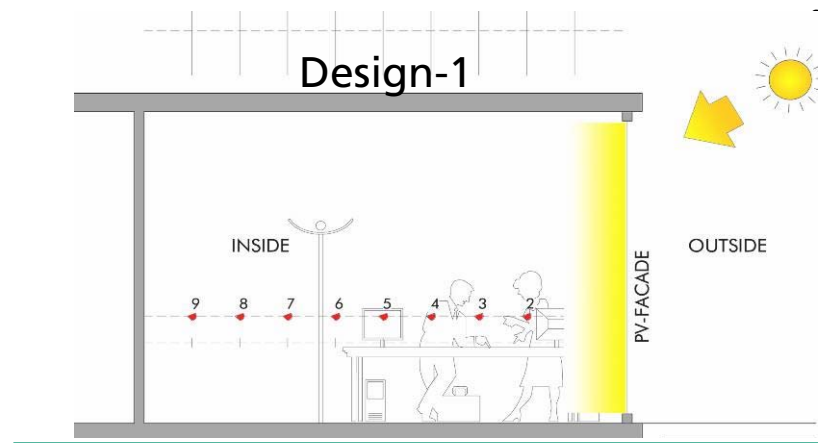 Design-1
INSIDE
OUTSIDE
PV-FACADE
9 8 7 6 5 4 3 2